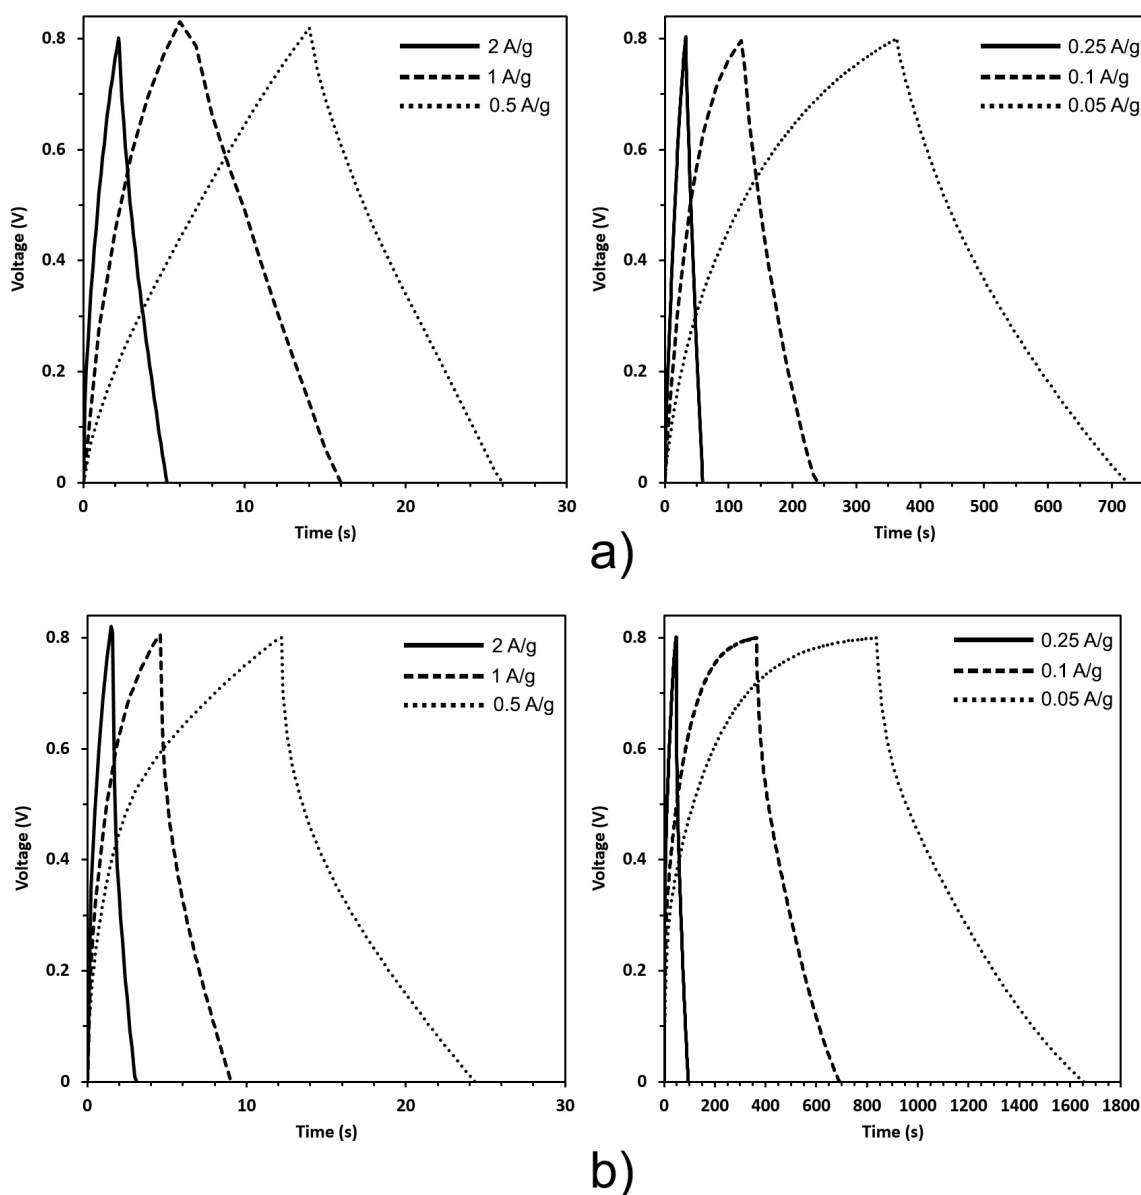 2 A/g
1 A/g
0.5 A/g
0.8
0.6
0.4
0.2
0
Voltage (V)
0 10 20 30
Time (s)
0.25 A/g
0.1 A/g
0.05 A/g
0.8
0.6
0.4
0.2
0
Voltage (V)
0 100 200 300 400 500 600 700
Time (s)
a)
2 A/g
1 A/g
0.5 A/g
0.8
0.6
0.4
0.2
0
Voltage (V)
0 10 20 30
Time (s)
0.25 A/g
0.1 A/g
0.05 A/g
0.8
0.6
0.4
0.2
0
Voltage (V)
0 200 400 600 800 1000 1200 1400 1600 1800
Time (s)
b)